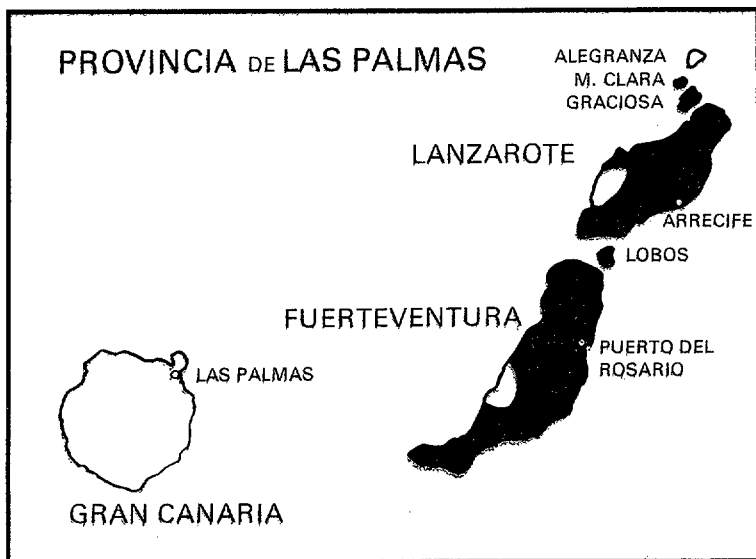 PROVINCIA DE LAS PALMAS
ALEGRANZA
M. CLARA
GRACIOSA
LANZAROTE
ARRECIFE
LOBOS
FUERTEVENTURA
PUERTO DEL
ROSARIO
LAS PALMAS
GRAN CANARIA